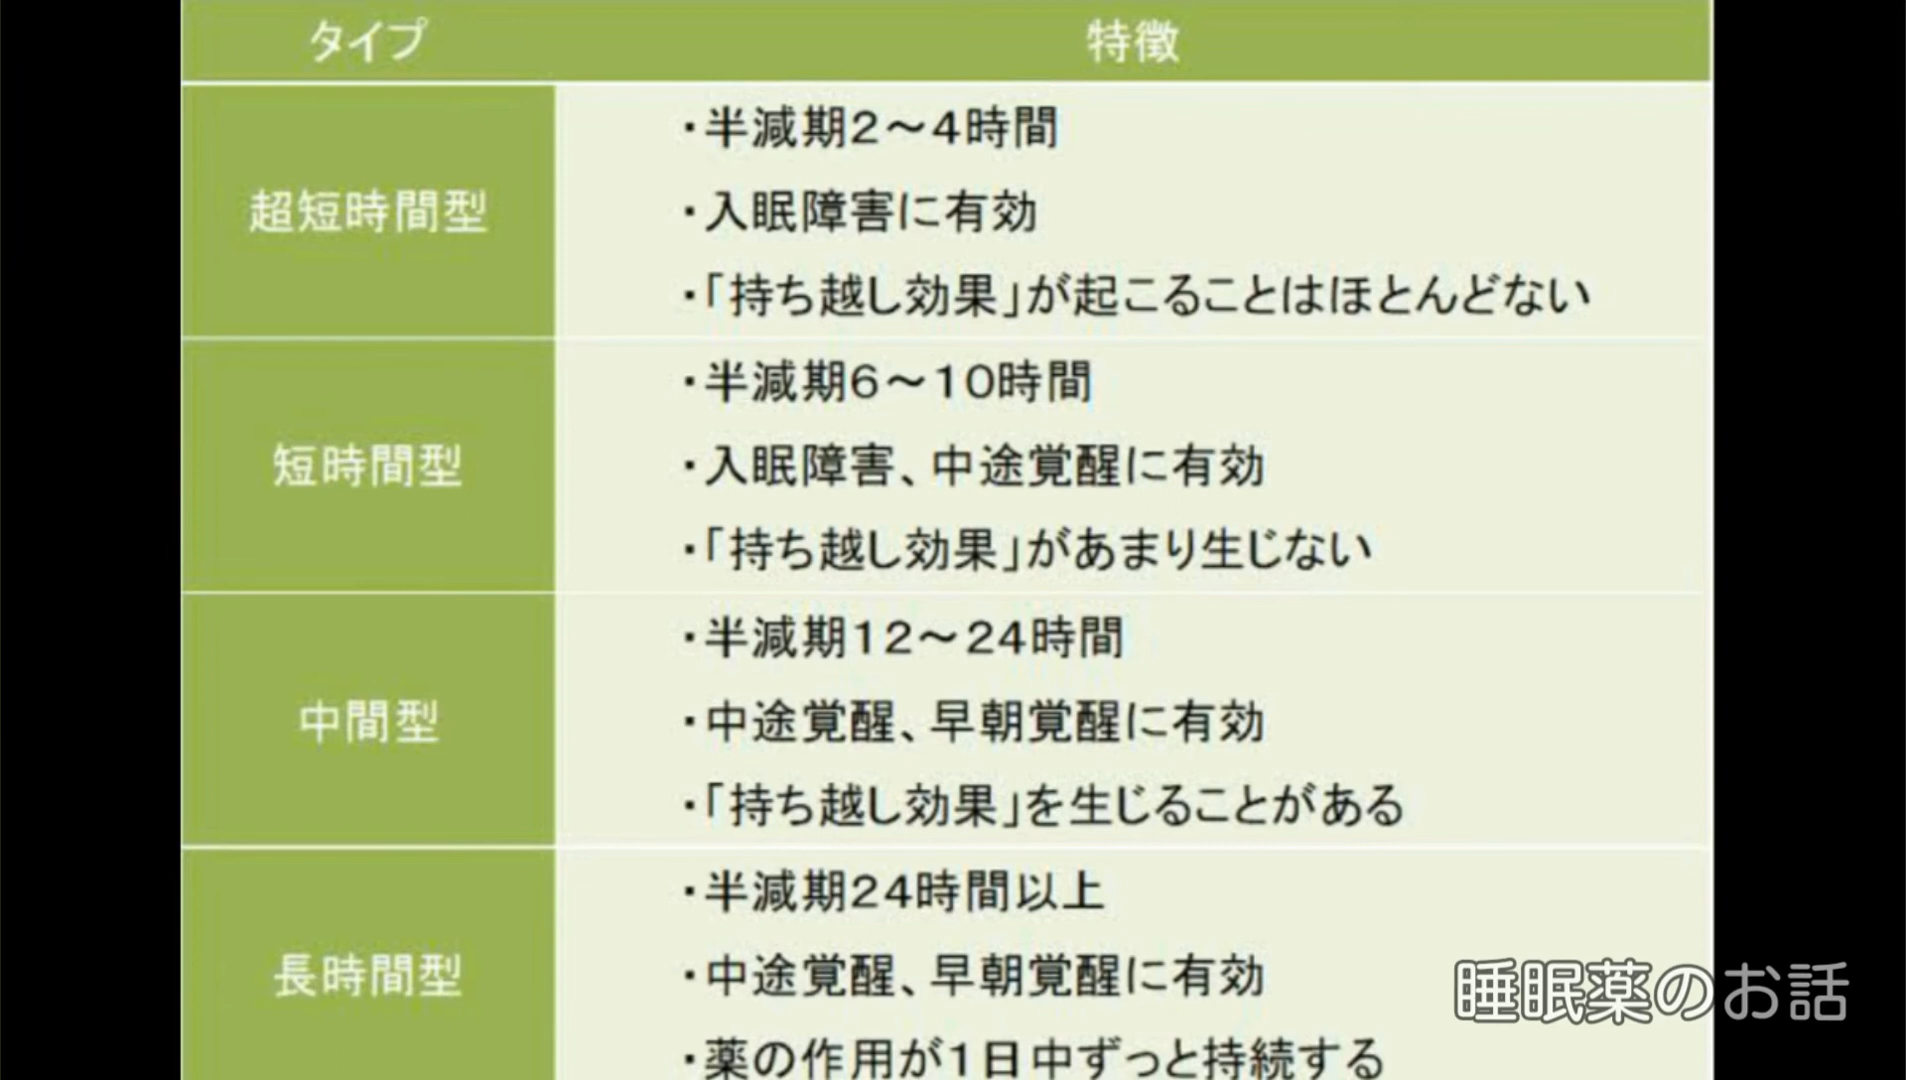 タイプ
特徴
超短時間型
・半減期2～4時間
・入眠障害に有効
・「持ち越し効果」が起こることはほとんどない
短時間型
・半減期6～10時間
・入眠障害、中途覚醒に有効
・「持ち越し効果」があまり生じない
中間型
・半減期12～24時間
・中途覚醒、早朝覚醒に有効
・「持ち越し効果」を生じることがある
長時間型
・半減期24時間以上
・中途覚醒、早朝覚醒に有効
・薬の作用が1日中ずっと持続する
睡眠薬のお話